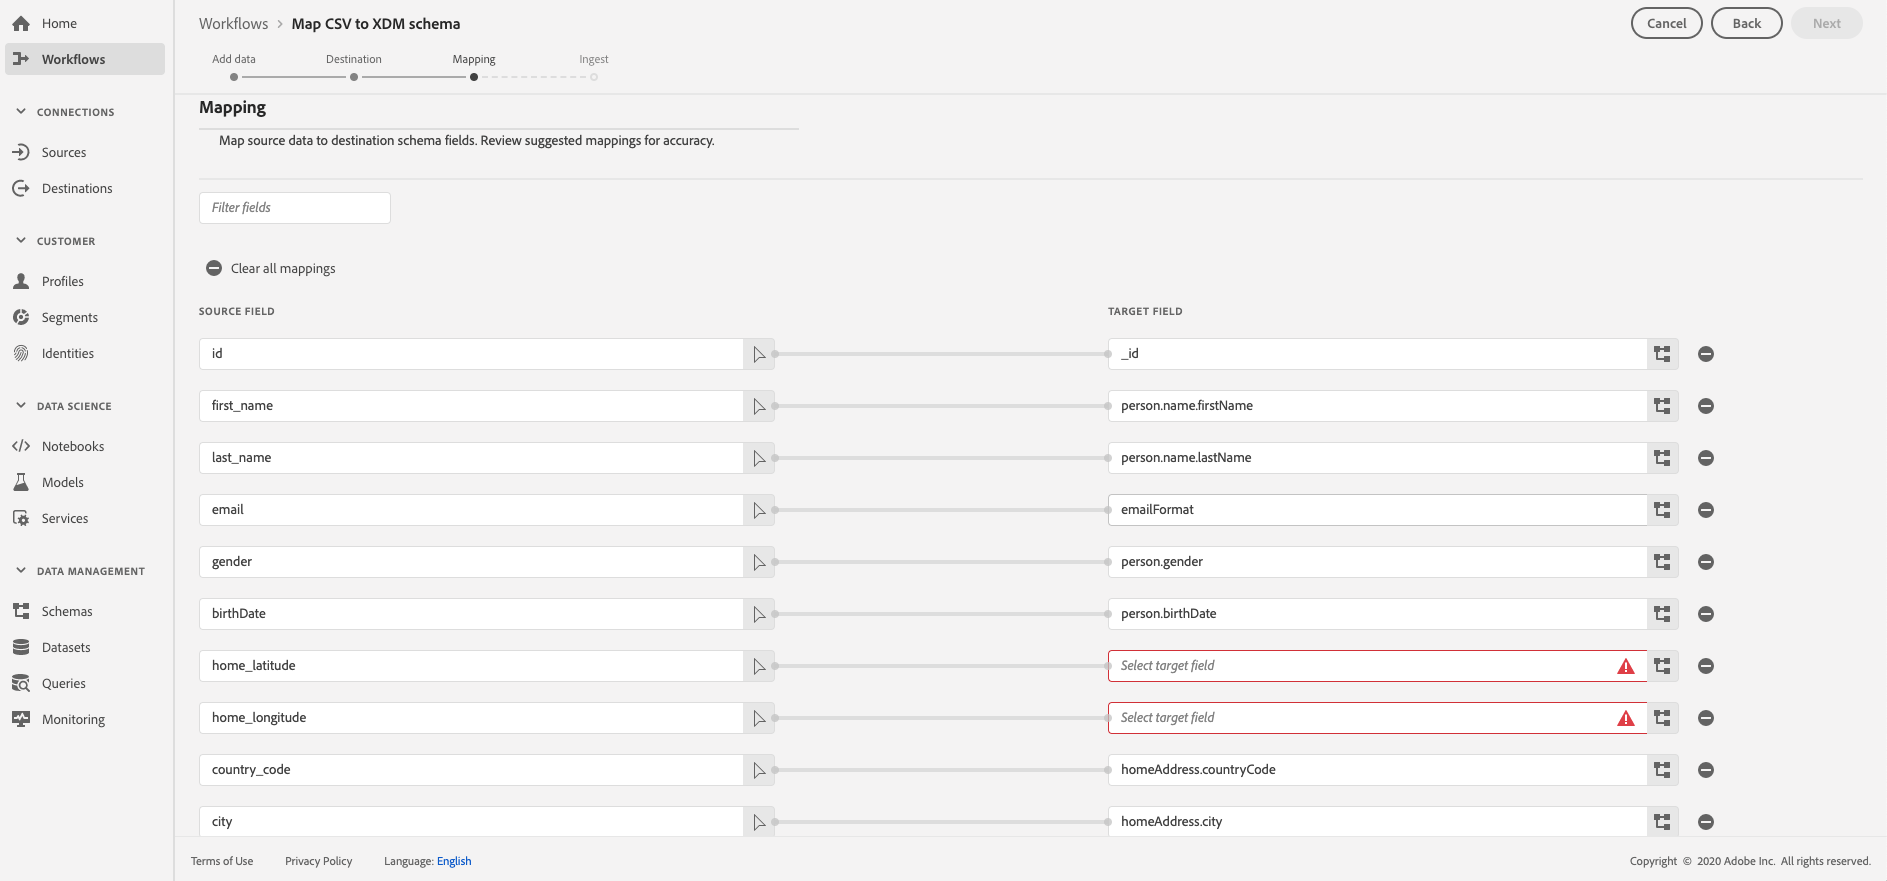 Home
Workflows
CONNECTIONS
Sources
Destinations
CUSTOMER
Profiles
Segments
Identities
DATA SCIENCE
Notebooks
Models
Services
DATA MANAGEMENT
Schemas
Datasets
Queries
Monitoring
Workflows > Map CSV to XDM schema
Cancel Back Next
Add data Destination Mapping Ingest
Mapping
Map source data to destination schema fields. Review suggested mappings for accuracy.
Filter fields
Clear all mappings
SOURCE FIELD TARGET FIELD
id _id
first_name person.name.firstName
last_name person.name.lastName
email emailFormat
gender person.gender
birthDate person.birthDate
home_latitude Select target field
home_longitude Select target field
country_code homeAddress.countryCode
city homeAddress.city
Terms of Use Privacy Policy Language: English Copyright © 2020 Adobe Inc. All rights reserved.